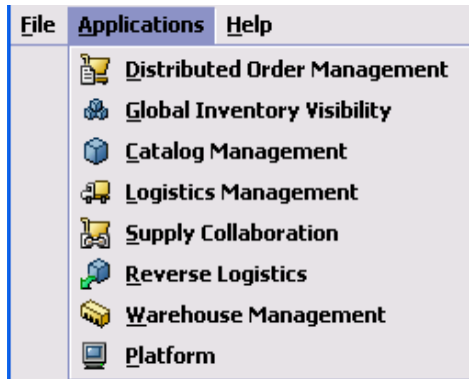 File Applications Help
Distributed Order Management
Global Inventory Visibility
Catalog Management
Logistics Management
Supply Collaboration
Reverse Logistics
Warehouse Management
Platform